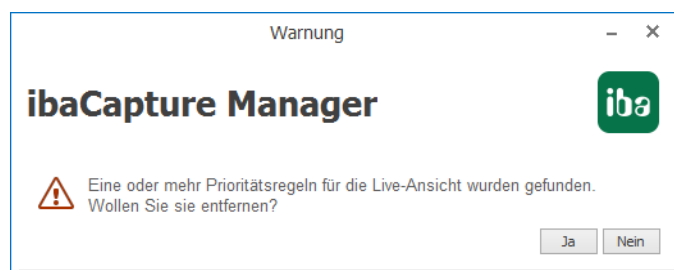 Warnung
ibaCapture Manager
iba
Eine oder mehr Prioritätsregeln für die Live-Ansicht wurden gefunden.
Wollen Sie sie entfernen?
Ja
Nein